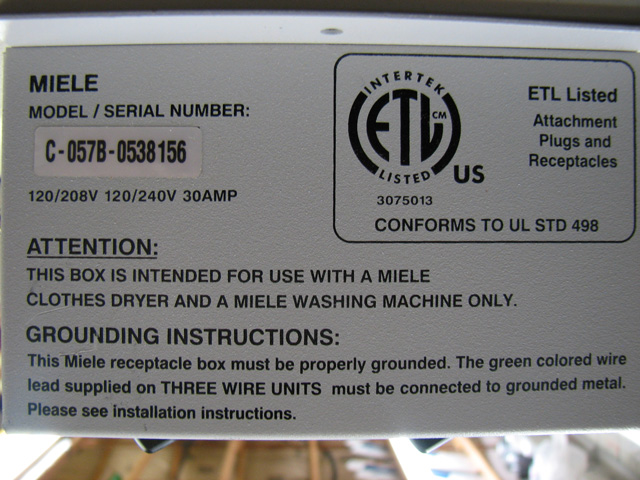 MIELE
MODEL / SERIAL NUMBER:
C-057B-0538156
120/208V 120/240V 30AMP
INTERTEK
ETL CM
LISTED
US
3075013
ETL Listed
Attachment
Plugs and
Receptacles
CONFORMS TO UL STD 498
ATTENTION:
THIS BOX IS INTENDED FOR USE WITH A MIELE
CLOTHES DRYER AND A MIELE WASHING MACHINE ONLY.
GROUNDING INSTRUCTIONS:
This Miele receptacle box must be properly grounded. The green colored wire
lead supplied on THREE WIRE UNITS must be connected to grounded metal.
Please see installation instructions.